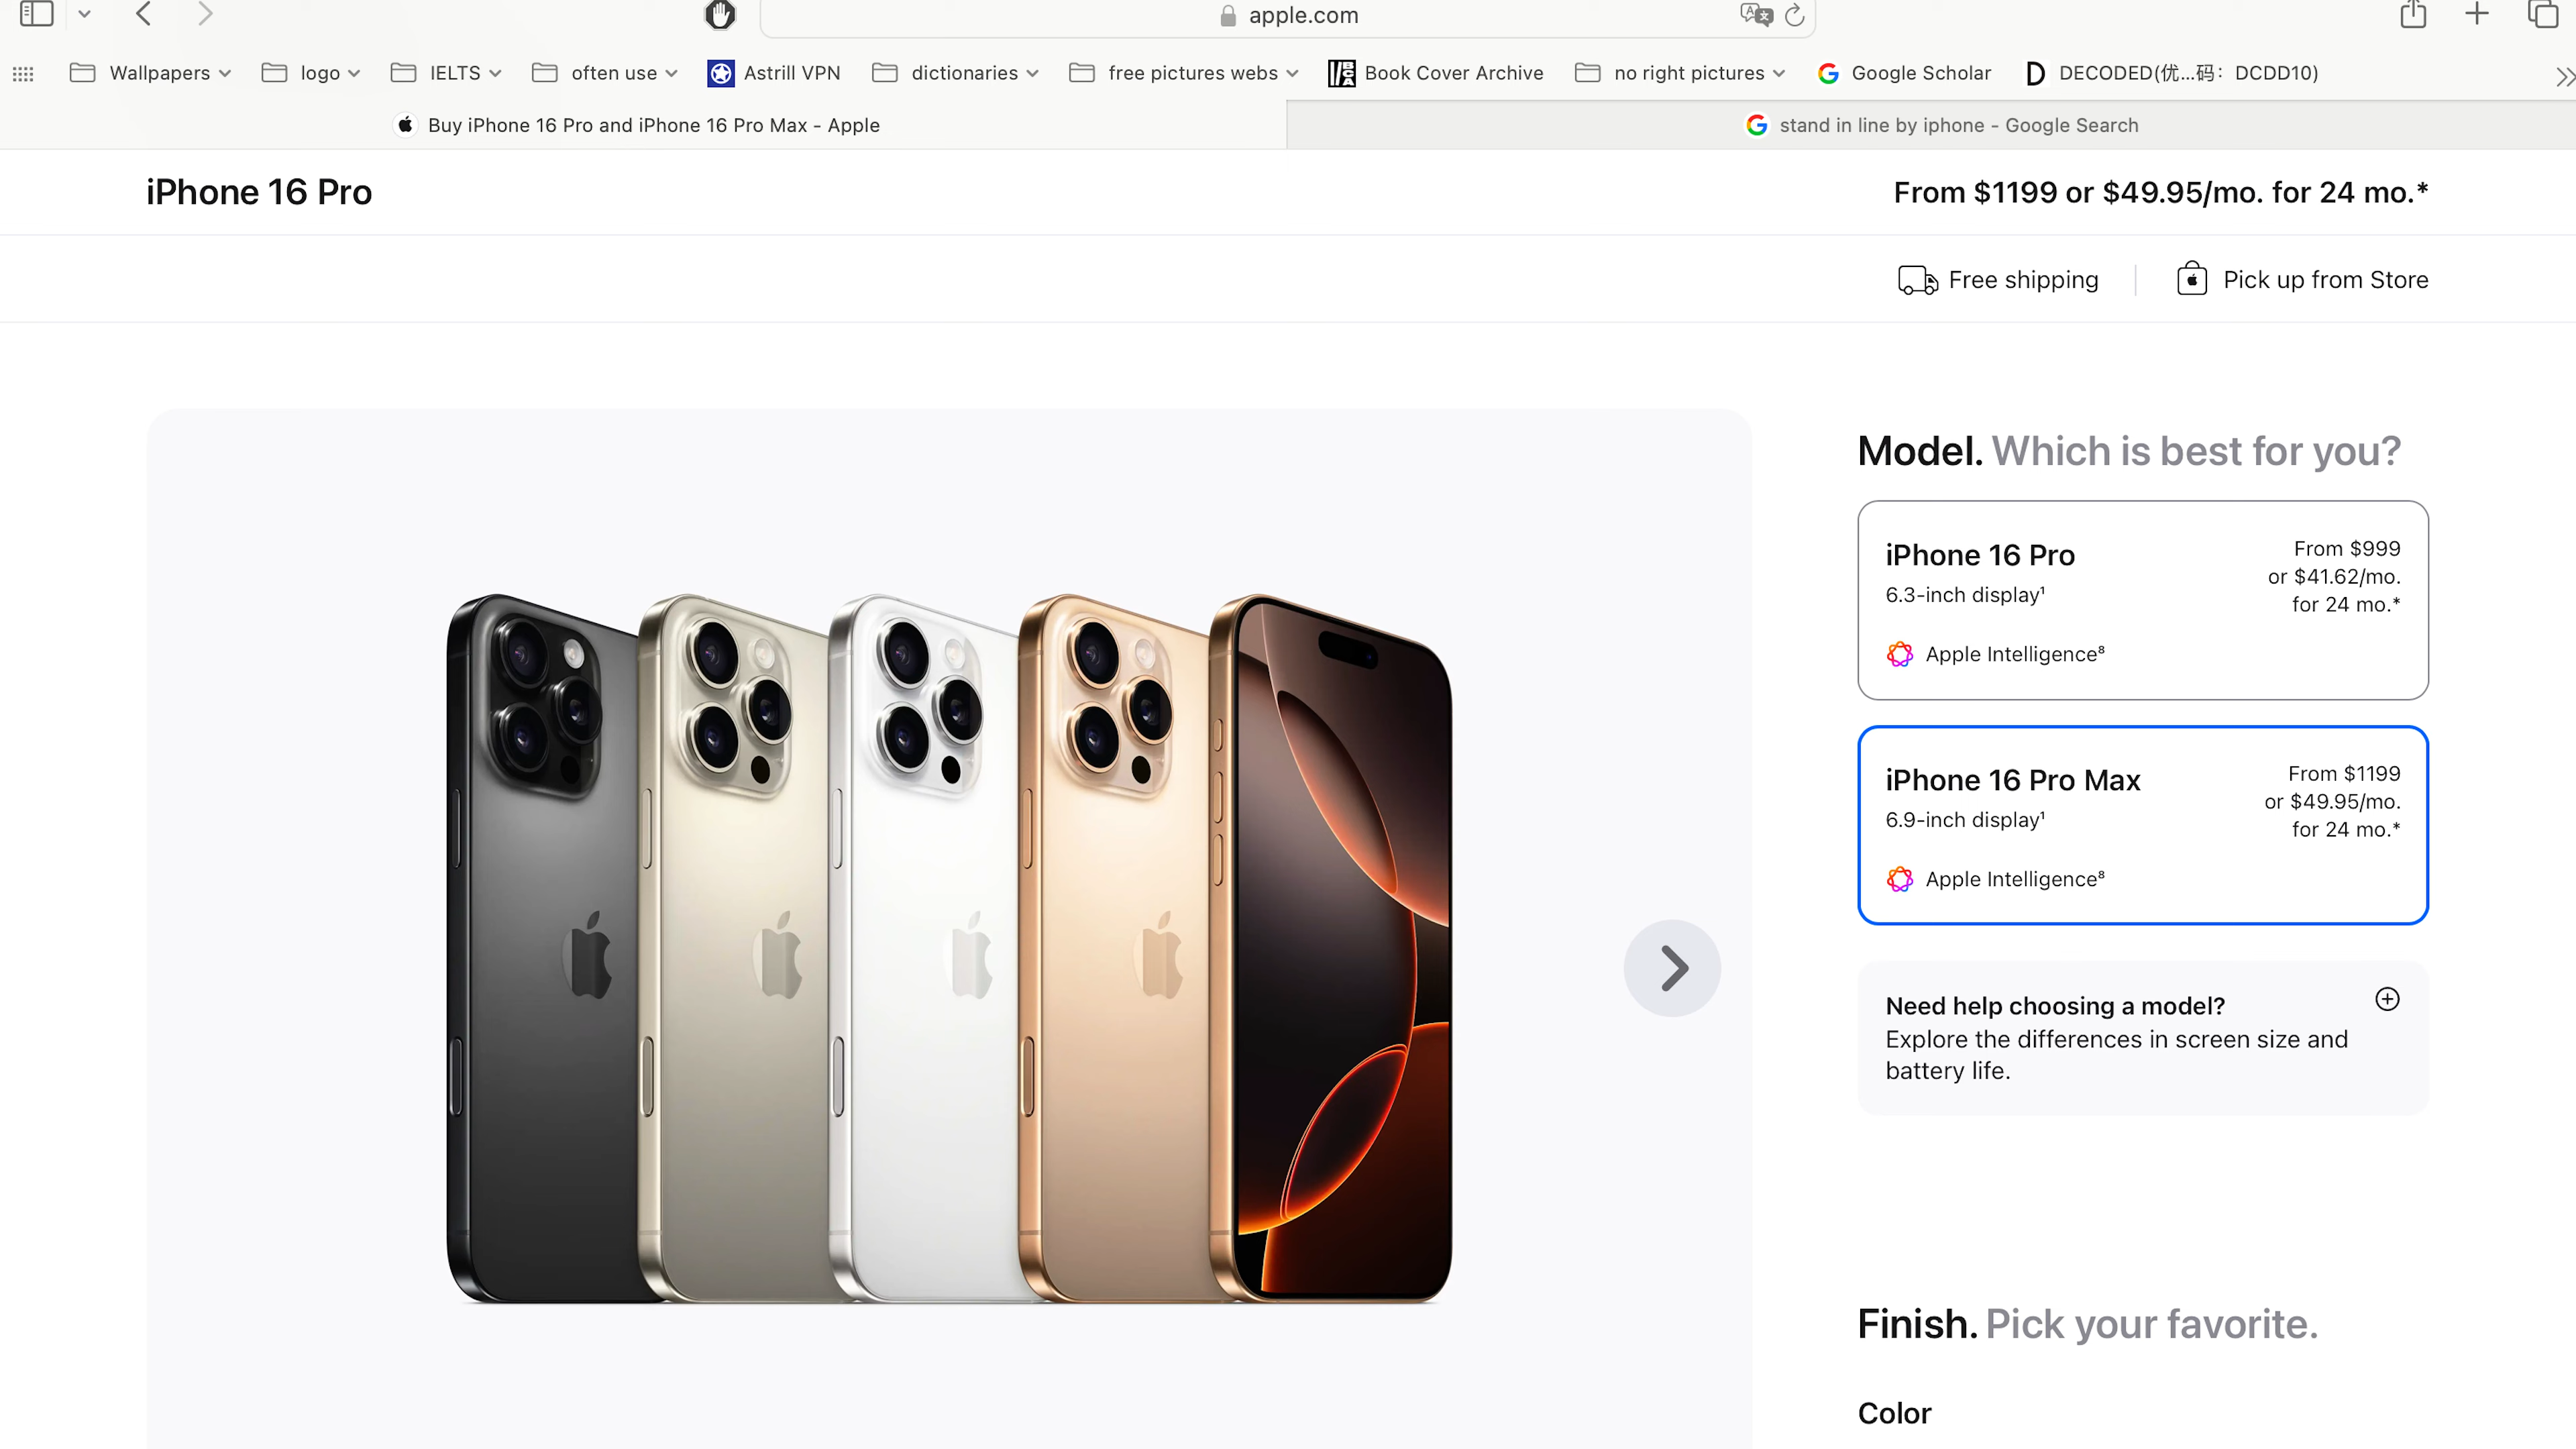 apple.com
Wallpapers
logo
IELTS
often use
Astrill VPN
dictionaries
free pictures webs
Book Cover Archive
no right pictures
Google Scholar
DECODED(优...码：DCDD10)
Buy iPhone 16 Pro and iPhone 16 Pro Max - Apple
stand in line by iphone - Google Search
iPhone 16 Pro
From $1199 or $49.95/mo. for 24 mo.*
Free shipping
Pick up from Store
Model. Which is best for you?
iPhone 16 Pro
6.3-inch display¹
From $999
or $41.62/mo.
for 24 mo.*
Apple Intelligence⁸
iPhone 16 Pro Max
6.9-inch display¹
From $1199
or $49.95/mo.
for 24 mo.*
Apple Intelligence⁸
Need help choosing a model?
Explore the differences in screen size and
battery life.
Finish. Pick your favorite.
Color